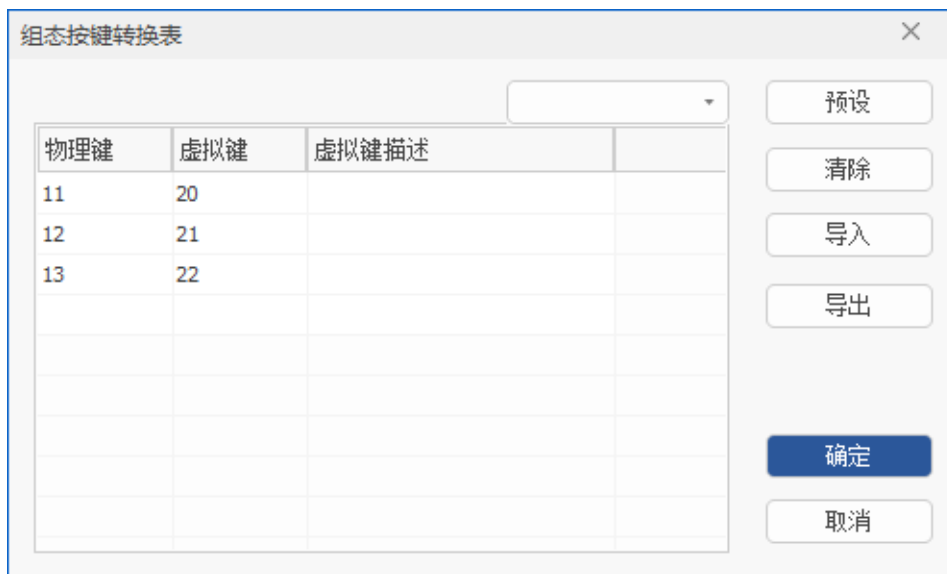 组态按键转换表
预设
物理键 虚拟键 虚拟键描述
清除
11 20
12 21
导入
13 22
导出
确定
取消